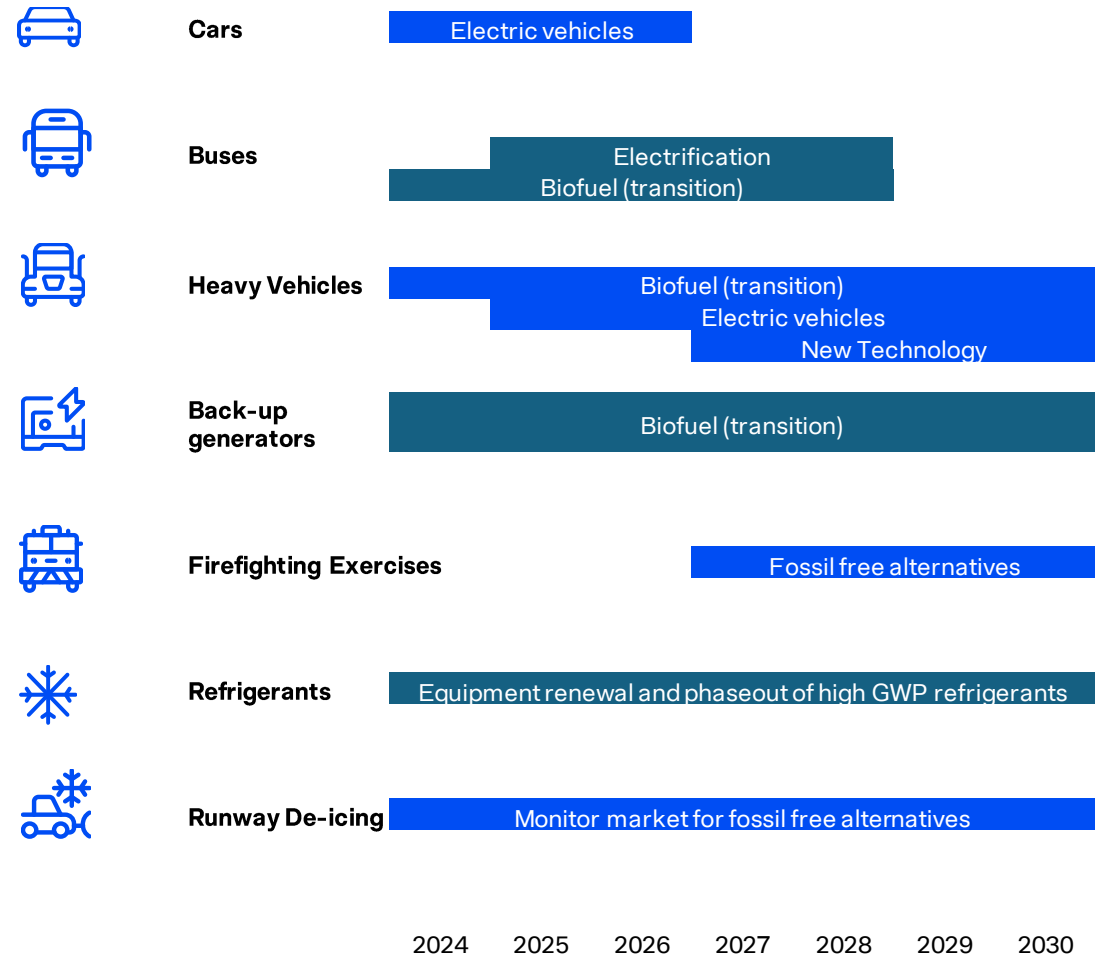 Cars
Electric vehicles
Buses
Electrification
Biofuel (transition)
Heavy Vehicles
Biofuel (transition)
Electric vehicles
New Technology
Back-up
generators
Biofuel (transition)
Firefighting Exercises
Fossil free alternatives
Refrigerants
Equipment renewal and phaseout of high GWP refrigerants
Runway De-icing
Monitor market for fossil free alternatives
2024 2025 2026 2027 2028 2029 2030